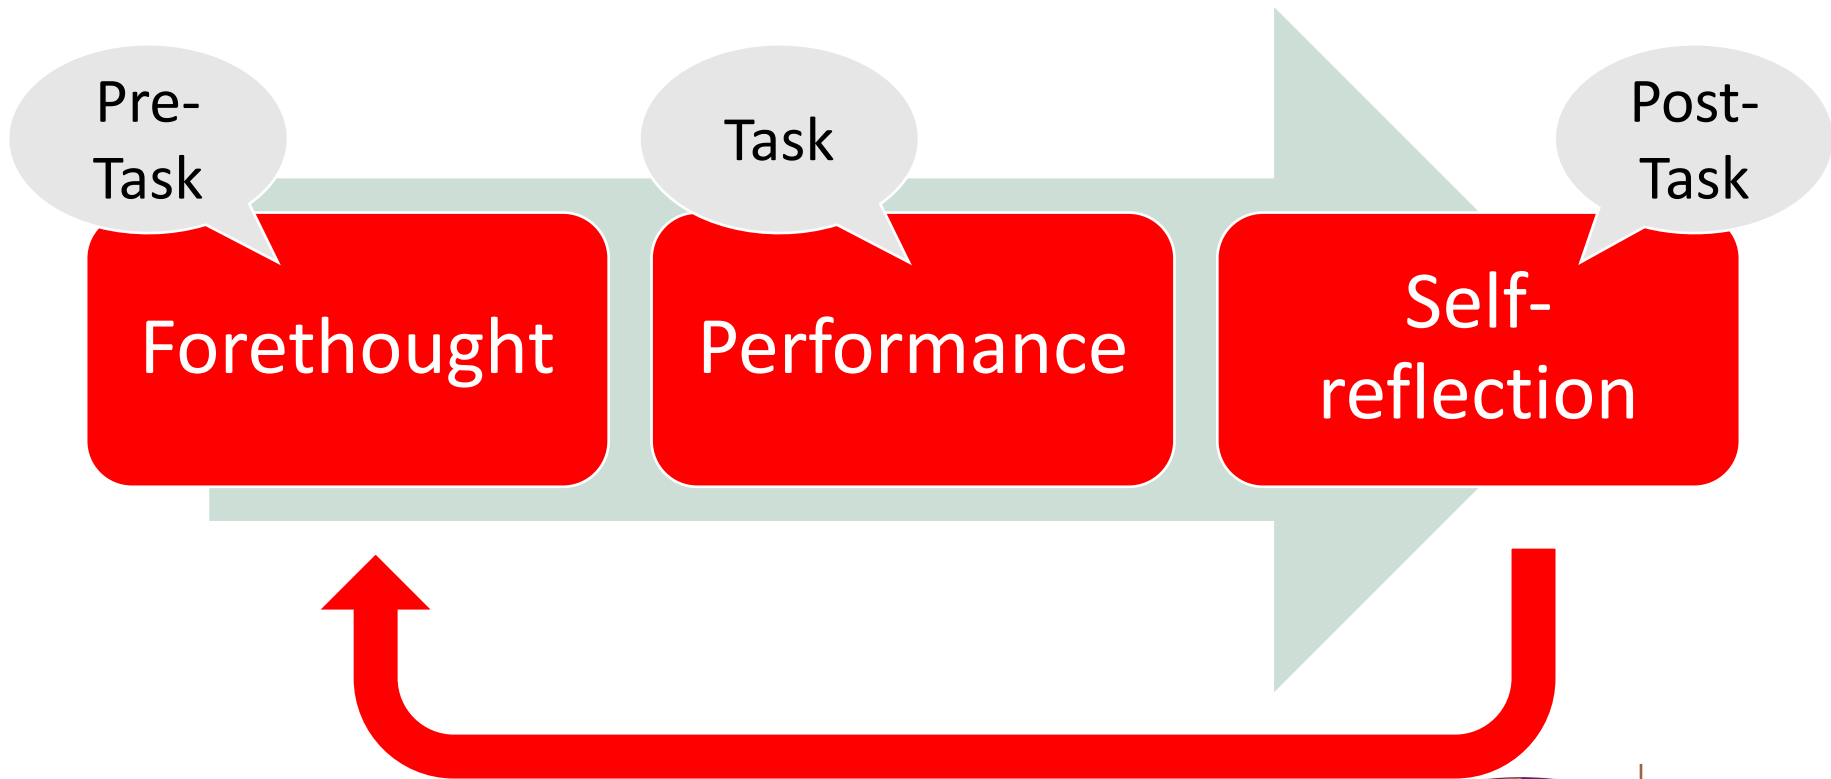 Pre-
Task
Task
Post-
Task
Forethought
Performance
Self-
reflection